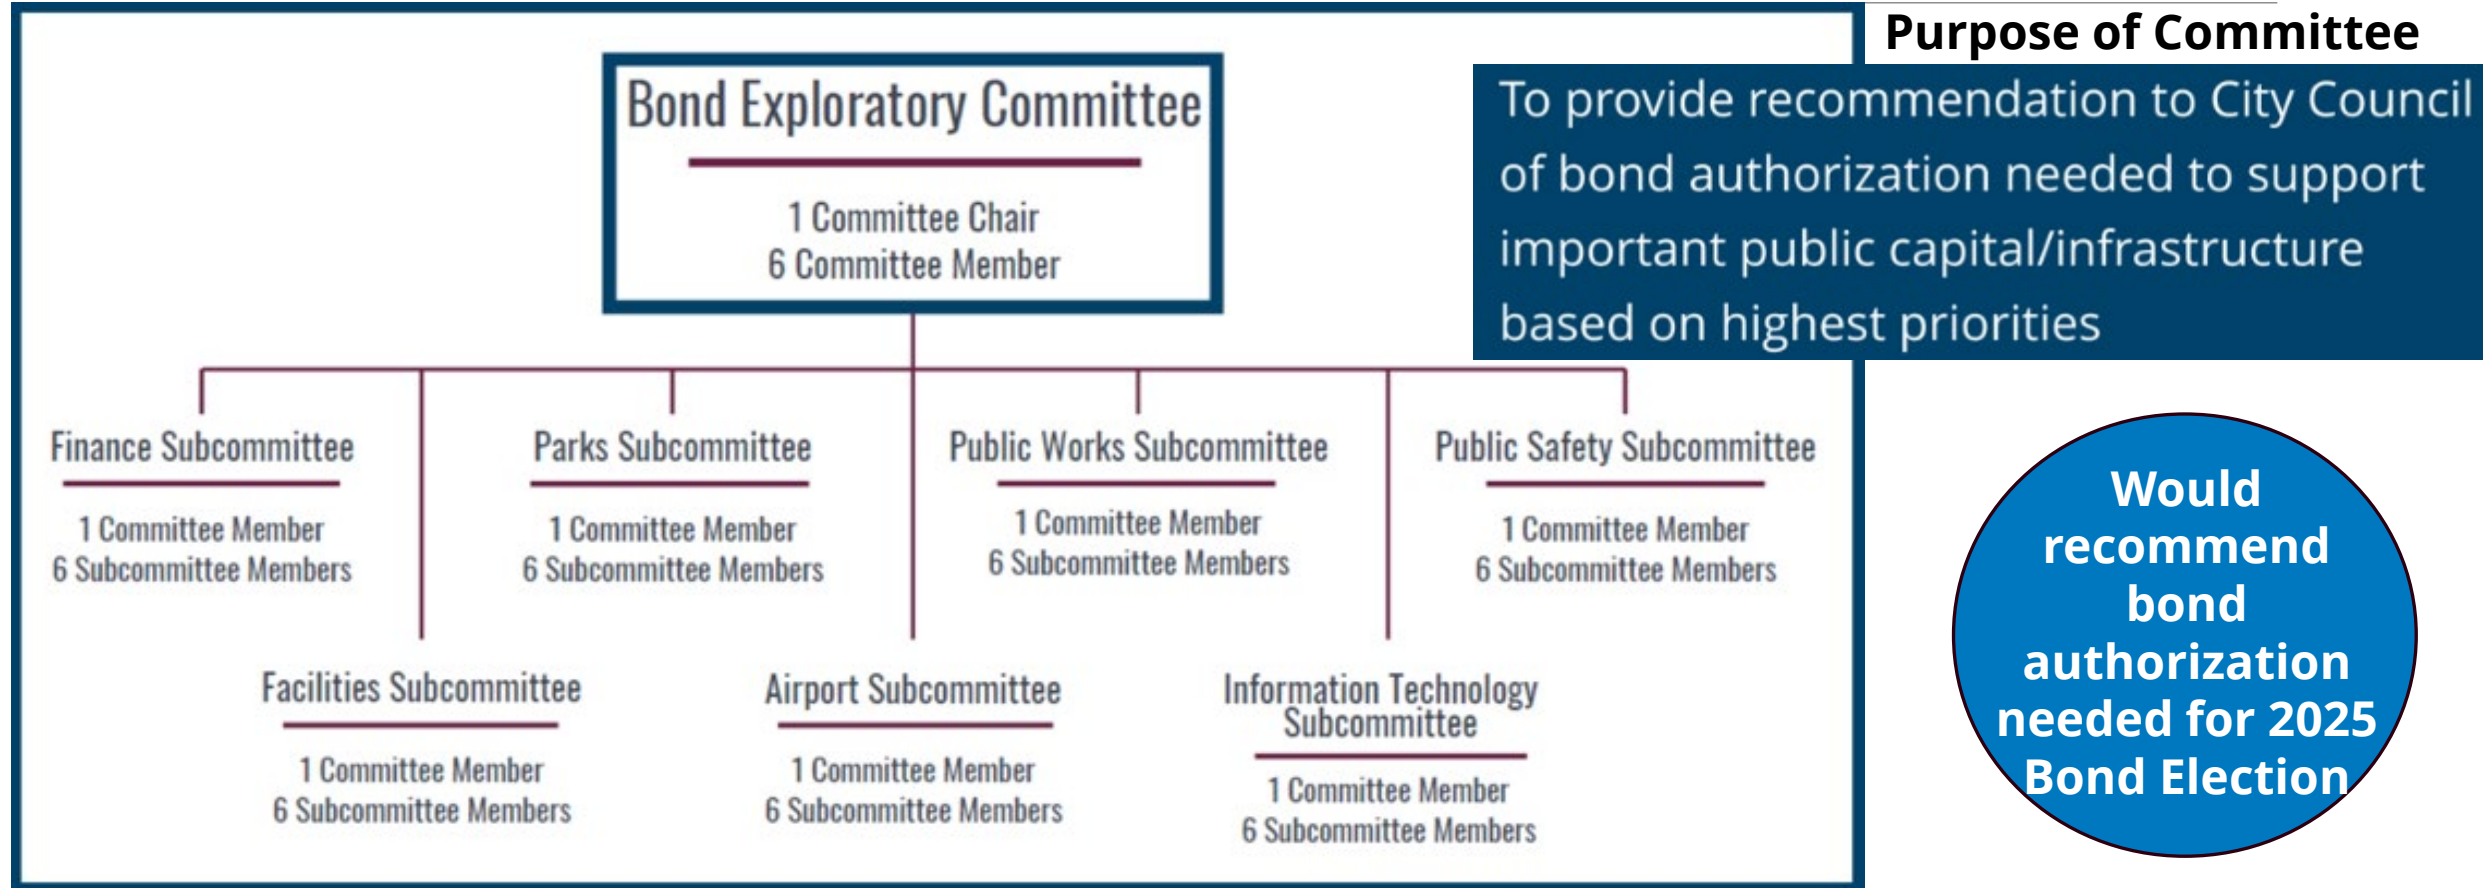 Purpose of Committee
To provide recommendation to City Council
of bond authorization needed to support
important public capital/infrastructure
based on highest priorities
Bond Exploratory Committee
1 Committee Chair
6 Committee Member
Finance Subcommittee
1 Committee Member
6 Subcommittee Members
Parks Subcommittee
1 Committee Member
6 Subcommittee Members
Public Works Subcommittee
1 Committee Member
6 Subcommittee Members
Public Safety Subcommittee
1 Committee Member
6 Subcommittee Members
Facilities Subcommittee
1 Committee Member
6 Subcommittee Members
Airport Subcommittee
1 Committee Member
6 Subcommittee Members
Information Technology
Subcommittee
1 Committee Member
6 Subcommittee Members
Would
recommend
bond
authorization
needed for 2025
Bond Election